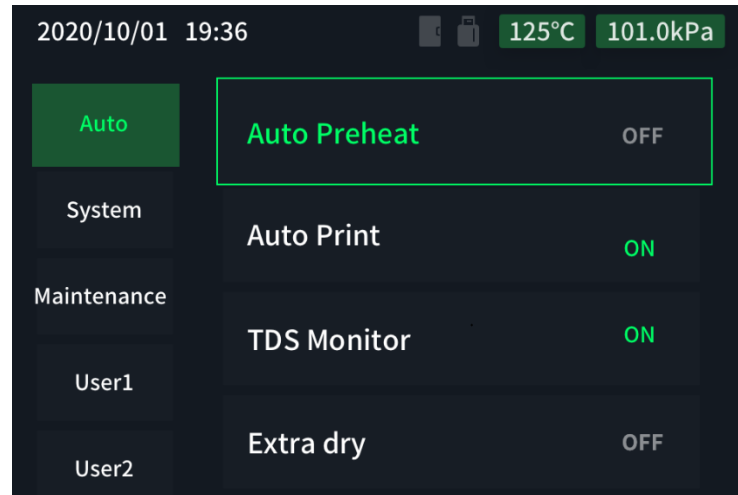 2020/10/01 19:36
125°C 101.0kPa
Auto
System
Maintenance
User1
User2
Auto Preheat OFF
Auto Print ON
TDS Monitor ON
Extra dry OFF